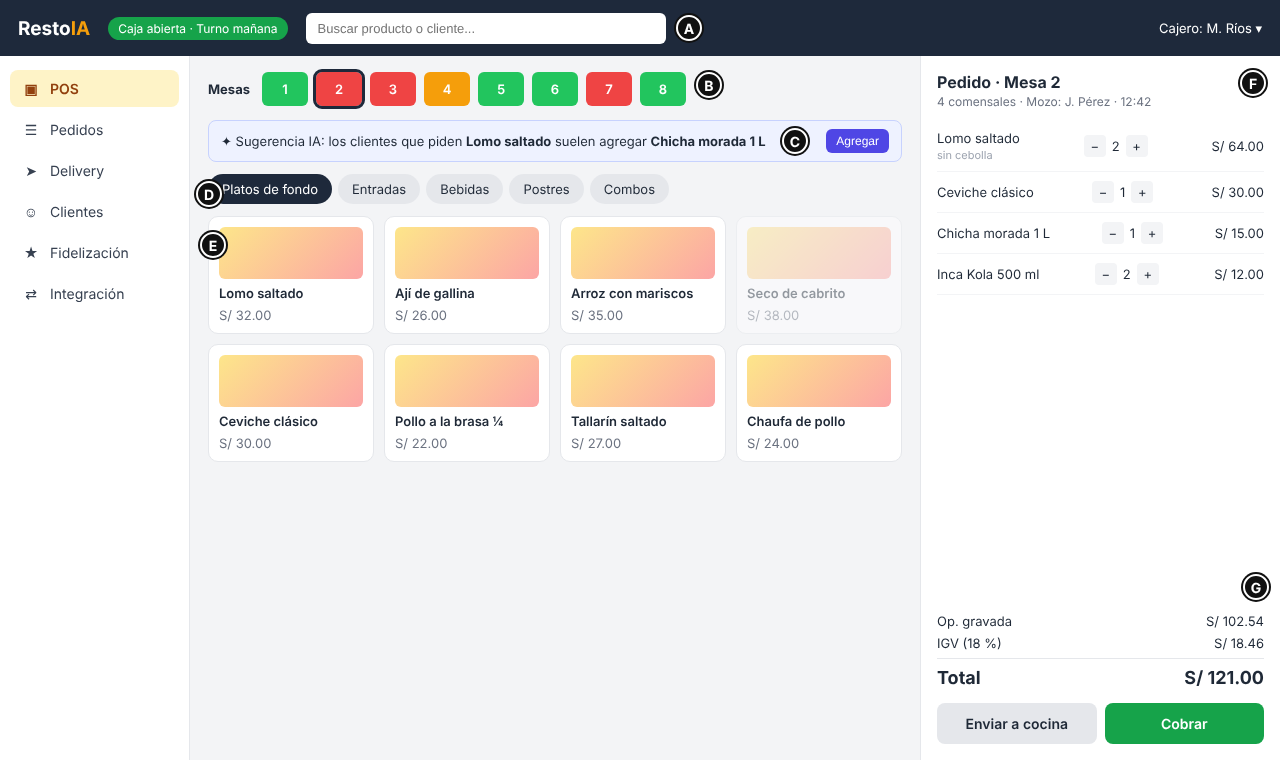 RestoIA
Caja abierta · Turno mañana
Buscar producto o cliente...
A
Cajero: M. Ríos ▾
▣ POS
☰ Pedidos
➤ Delivery
☺ Clientes
★ Fidelización
⇄ Integración
Mesas 1 2 3 4 5 6 7 8
B
✦ Sugerencia IA: los clientes que piden Lomo saltado suelen agregar Chicha morada 1 L
C
Agregar
D
Platos de fondo Entradas Bebidas Postres Combos
E
Lomo saltado
S/ 32.00
Ají de gallina
S/ 26.00
Arroz con mariscos
S/ 35.00
Seco de cabrito
S/ 38.00
Ceviche clásico
S/ 30.00
Pollo a la brasa ¼
S/ 22.00
Tallarín saltado
S/ 27.00
Chaufa de pollo
S/ 24.00
Pedido · Mesa 2
F
4 comensales · Mozo: J. Pérez · 12:42
Lomo saltado − 2 + S/ 64.00
sin cebolla
Ceviche clásico − 1 + S/ 30.00
Chicha morada 1 L − 1 + S/ 15.00
Inca Kola 500 ml − 2 + S/ 12.00
G
Op. gravada S/ 102.54
IGV (18 %) S/ 18.46
Total S/ 121.00
Enviar a cocina Cobrar